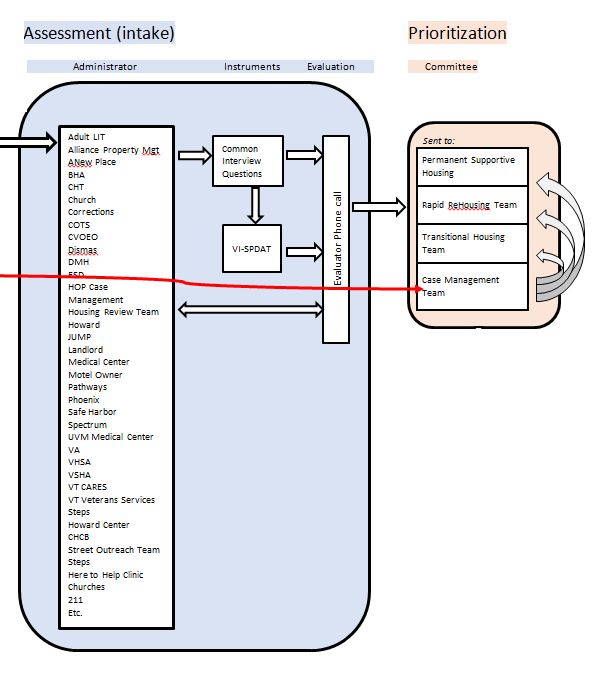 Assessment (intake)
Prioritization
Administrator
Instruments
Evaluation
Committee
Adult LIT
Alliance Property Mgt
ANew Place
BHA
CHT
Church
Corrections
COTS
CVOEO
Dismas
DMH
ESD
HOP Case
Management
Housing Review Team
Howard
JUMP
Landlord
Medical Center
Motel Owner
Pathways
Phoenix
Safe Harbor
Spectrum
UVM Medical Center
VA
VHSA
VSHA
VT CARES
VT Veterans Services
Steps
Howard Center
CHCB
Street Outreach Team
Steps
Here to Help Clinic
Churches
211
Etc.
Common
Interview
Questions
VI-SPDAT
Evaluator Phone call
Sent to:
Permanent Supportive
Housing
Rapid ReHousing Team
Transitional Housing
Team
Case Management
Team